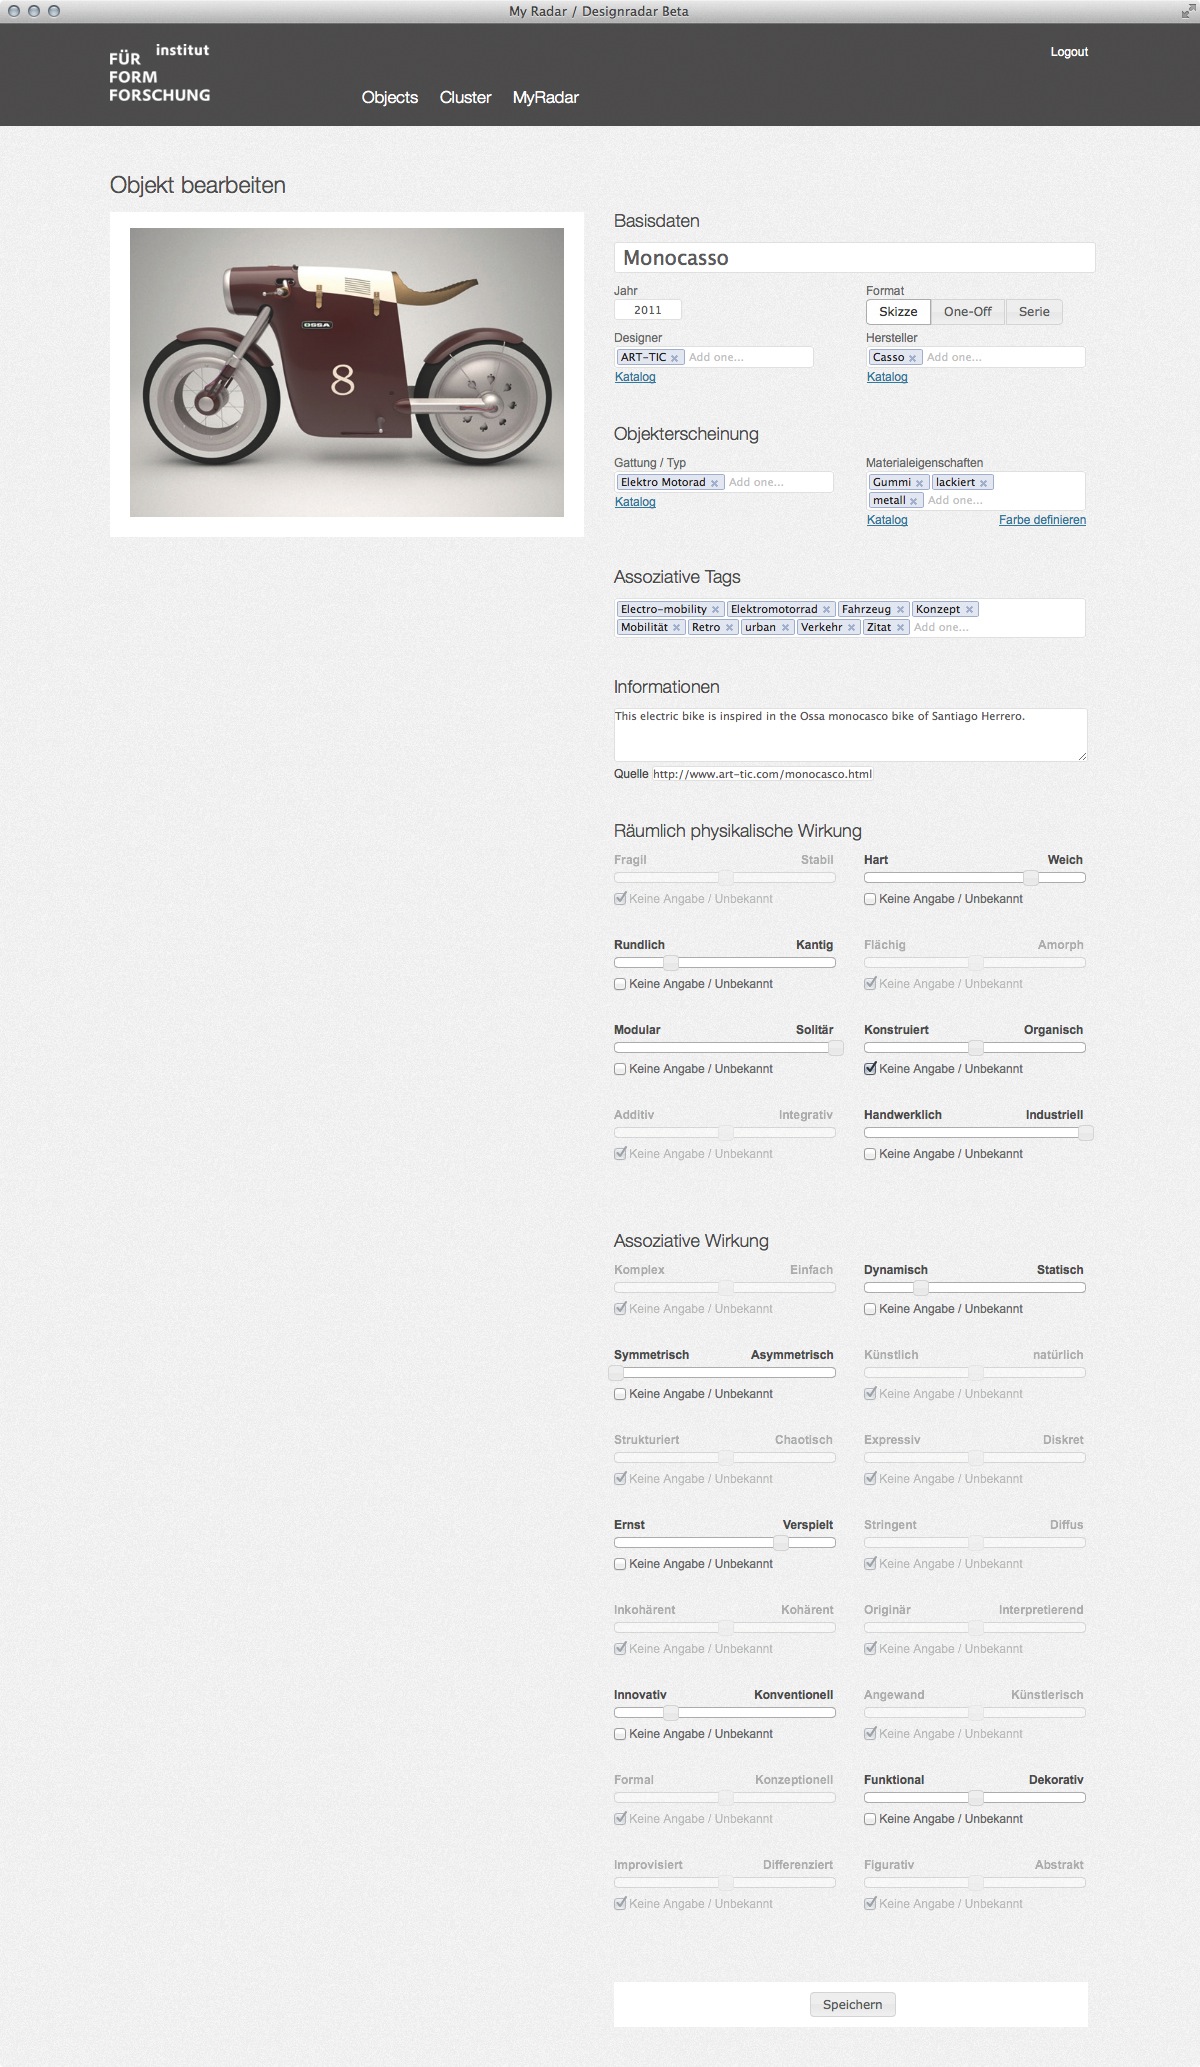 My Radar / Designradar Beta
institut
FÜR
FORM
FORSCHUNG
Objects Cluster MyRadar
Logout
Objekt bearbeiten
OSSA
8
Basisdaten
Monocasso
Jahr Format
2011 Skizze One-Off Serie
Designer Hersteller
ART-TIC Add one... Casso Add one...
Katalog Katalog
Objekterscheinung
Gattung / Typ Materialeigenschaften
Elektro Motorad Add one... Gummi lackiert
metall Add one...
Katalog Katalog Farbe definieren
Assoziative Tags
Electro-mobility Elektromotorrad Fahrzeug Konzept
Mobilität Retro urban Verkehr Zitat Add one...
Informationen
This electric bike is inspired in the Ossa monocasco bike of Santiago Herrero.
Quelle http://www.art-tic.com/monocasco.html
Räumlich physikalische Wirkung
Fragil Stabil Hart Weich
Keine Angabe / Unbekannt Keine Angabe / Unbekannt
Rundlich Kantig Flächig Amorph
Keine Angabe / Unbekannt Keine Angabe / Unbekannt
Modular Solitär Konstruiert Organisch
Keine Angabe / Unbekannt Keine Angabe / Unbekannt
Additiv Integrativ Handwerklich Industriell
Keine Angabe / Unbekannt Keine Angabe / Unbekannt
Assoziative Wirkung
Komplex Einfach Dynamisch Statisch
Keine Angabe / Unbekannt Keine Angabe / Unbekannt
Symmetrisch Asymmetrisch Künstlich natürlich
Keine Angabe / Unbekannt Keine Angabe / Unbekannt
Strukturiert Chaotisch Expressiv Diskret
Keine Angabe / Unbekannt Keine Angabe / Unbekannt
Ernst Verspielt Stringent Diffus
Keine Angabe / Unbekannt Keine Angabe / Unbekannt
Inkohärent Kohärent Originär Interpretierend
Keine Angabe / Unbekannt Keine Angabe / Unbekannt
Innovativ Konventionell Angewand Künstlerisch
Keine Angabe / Unbekannt Keine Angabe / Unbekannt
Formal Konzeptionell Funktional Dekorativ
Keine Angabe / Unbekannt Keine Angabe / Unbekannt
Improvisiert Differenziert Figurativ Abstrakt
Keine Angabe / Unbekannt Keine Angabe / Unbekannt
Speichern